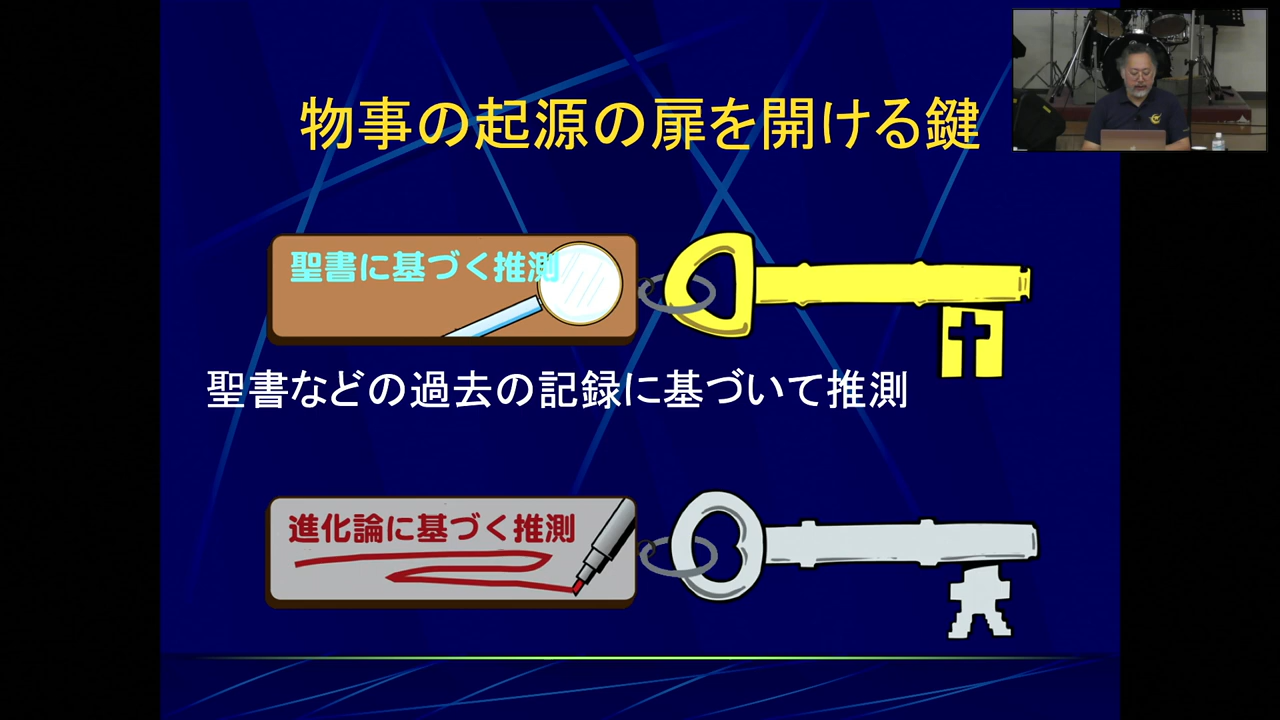 物事の起源の扉を開ける鍵
聖書に基づく推測
聖書などの過去の記録に基づいて推測
進化論に基づく推測